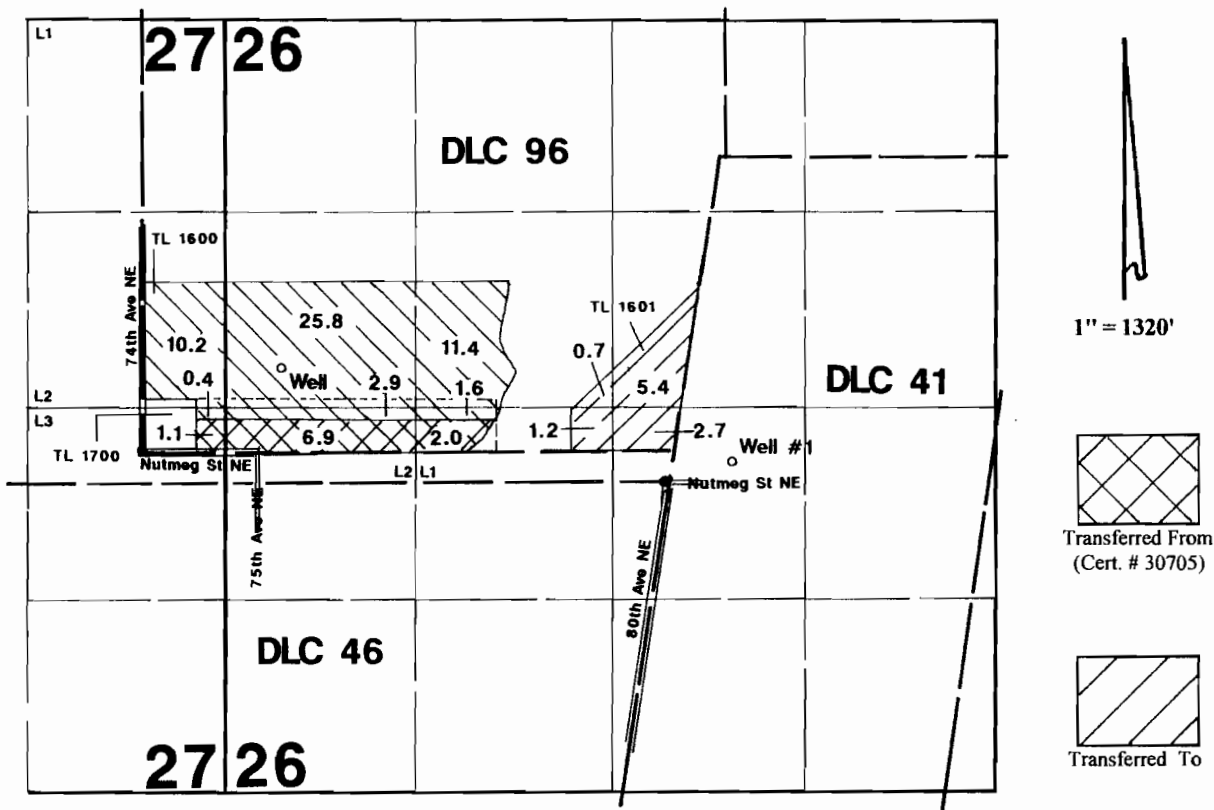 L1
27 26
DLC 96
TL 1600
74th Ave NE
25.8
10.2
11.4
TL 1601
0.7
1" = 1320'
Well
0.4
2.9
1.6
5.4
DLC 41
L2
L3
1.1
6.9
2.0
1.2
2.7
Well #1
TL 1700
Nutmeg St NE
L2 L1
Nutmeg St NE
75th Ave NE
80th Ave NE
Transferred From
(Cert. # 30705)
DLC 46
27 26
Transferred To